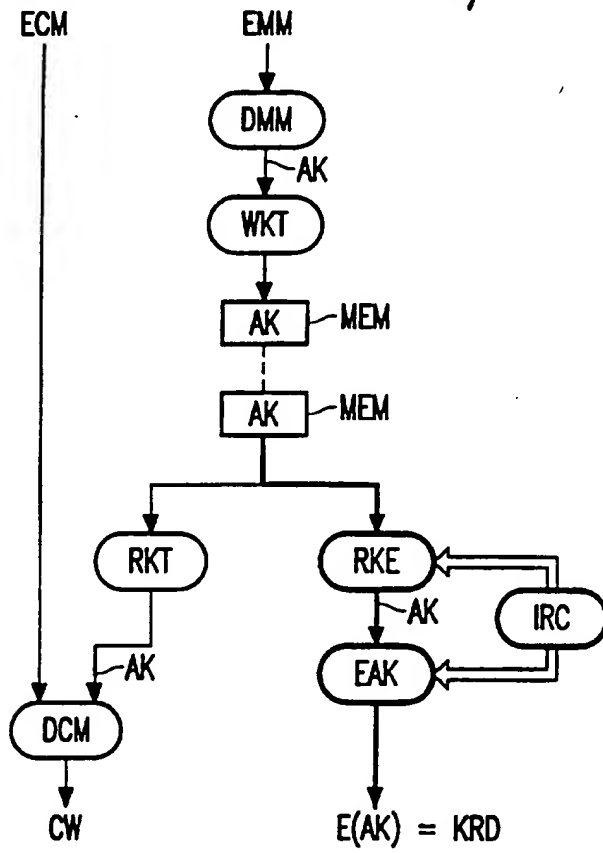 ECM EMM
DMM
AK
WKT
AK MEM
AK MEM
RKT RKE
AK
IRC
AK EAK
DCM
CW E(AK) = KRD